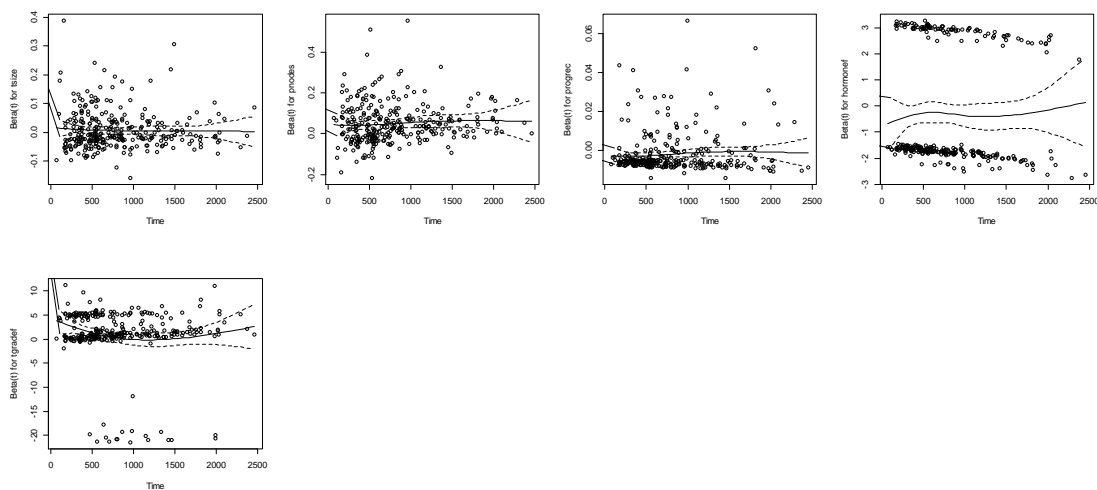 Beta(t) for tsize
-0.1 0.0 0.1 0.2 0.3 0.4
0 500 1000 1500 2000 2500
Time
Beta(t) for pnodes
-0.2 0.0 0.2 0.4
0 500 1000 1500 2000 2500
Time
Beta(t) for progrec
0.00 0.02 0.04 0.06
0 500 1000 1500 2000 2500
Time
Beta(t) for hormonef
-3 -2 -1 0 1 2 3
0 500 1000 1500 2000 2500
Time
Beta(t) for tgradef
-20 -15 -10 -5 0 5 10
0 500 1000 1500 2000 2500
Time